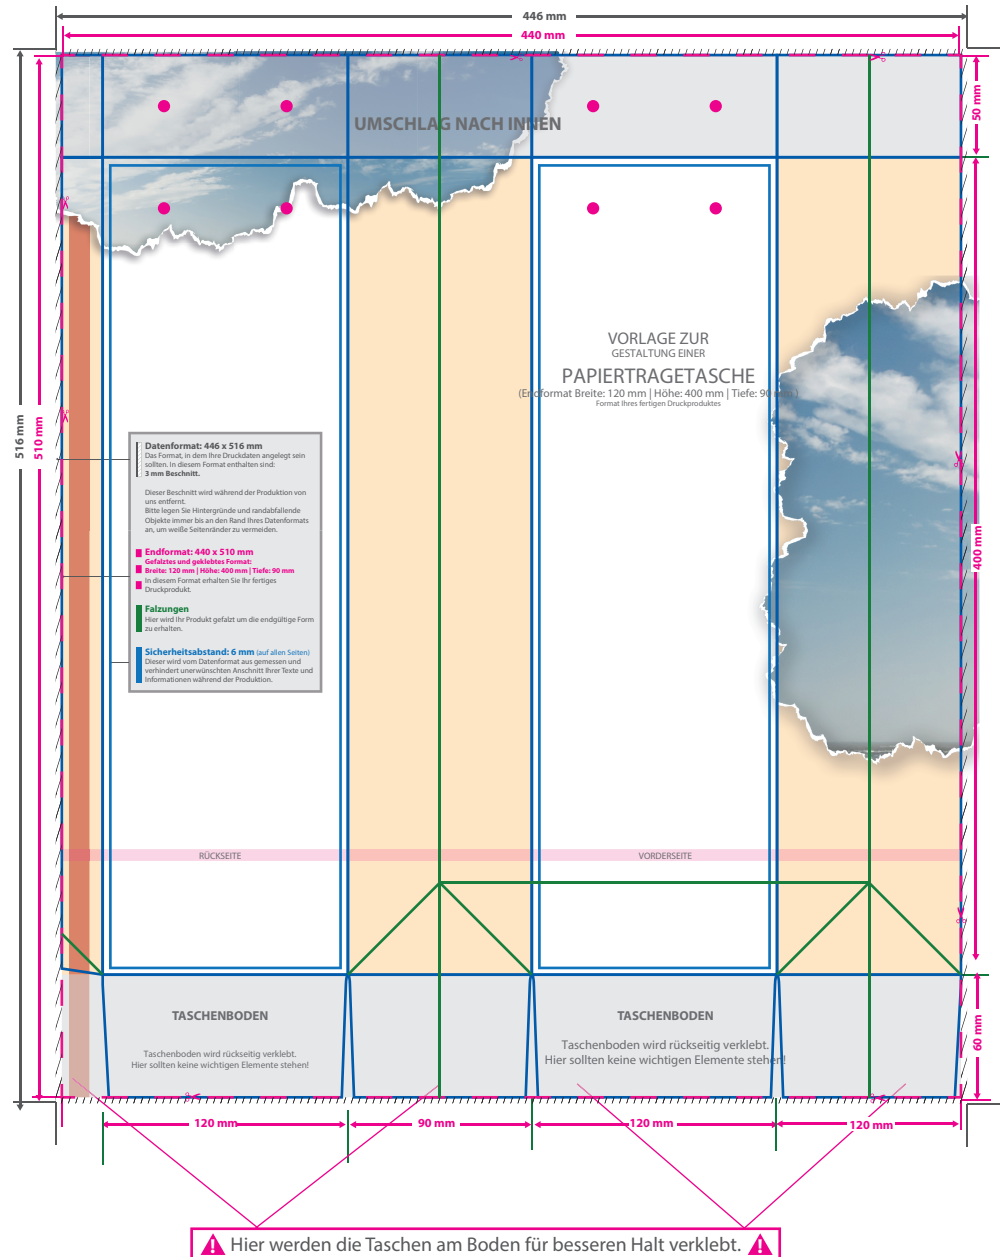 446 mm
440 mm
UMSCHLAG NACH INNEN
50 mm
VORLAGE ZUR
GESTALTUNG EINER
PAPIERTRAGETASCHE
(Endformat Breite: 120 mm | Höhe: 400 mm | Tiefe: 90 mm )
Format Ihres fertigen Druckproduktes
516 mm
510 mm
Datenformat: 446 x 516 mm
Das Format, in dem Ihre Druckdaten angelegt sein
sollten. In diesem Format enthalten sind:
3 mm Beschnitt.
Dieser Beschnitt wird während der Produktion von
uns entfernt.
Bitte legen Sie Hintergründe und randabfallende
Objekte immer bis an den Rand Ihres Datenformats
an, um weiße Seitenränder zu vermeiden.
Endformat: 440 x 510 mm
Gefalztes und geklebtes Format:
Breite: 120 mm | Höhe: 400 mm | Tiefe: 90 mm
In diesem Format erhalten Sie Ihr fertiges
Druckprodukt.
Falzungen
Hier wird Ihr Produkt gefalzt um die endgültige Form
zu erhalten.
Sicherheitsabstand: 6 mm (auf allen Seiten)
Dieser wird vom Datenformat aus gemessen und
verhindert unerwünschten Anschnitt Ihrer Texte und
Informationen während der Produktion.
400 mm
RÜCKSEITE
VORDERSEITE
TASCHENBODEN
Taschenboden wird rückseitig verklebt.
Hier sollten keine wichtigen Elemente stehen!
TASCHENBODEN
Taschenboden wird rückseitig verklebt.
Hier sollten keine wichtigen Elemente stehen!
60 mm
120 mm
90 mm
120 mm
120 mm
Hier werden die Taschen am Boden für besseren Halt verklebt.